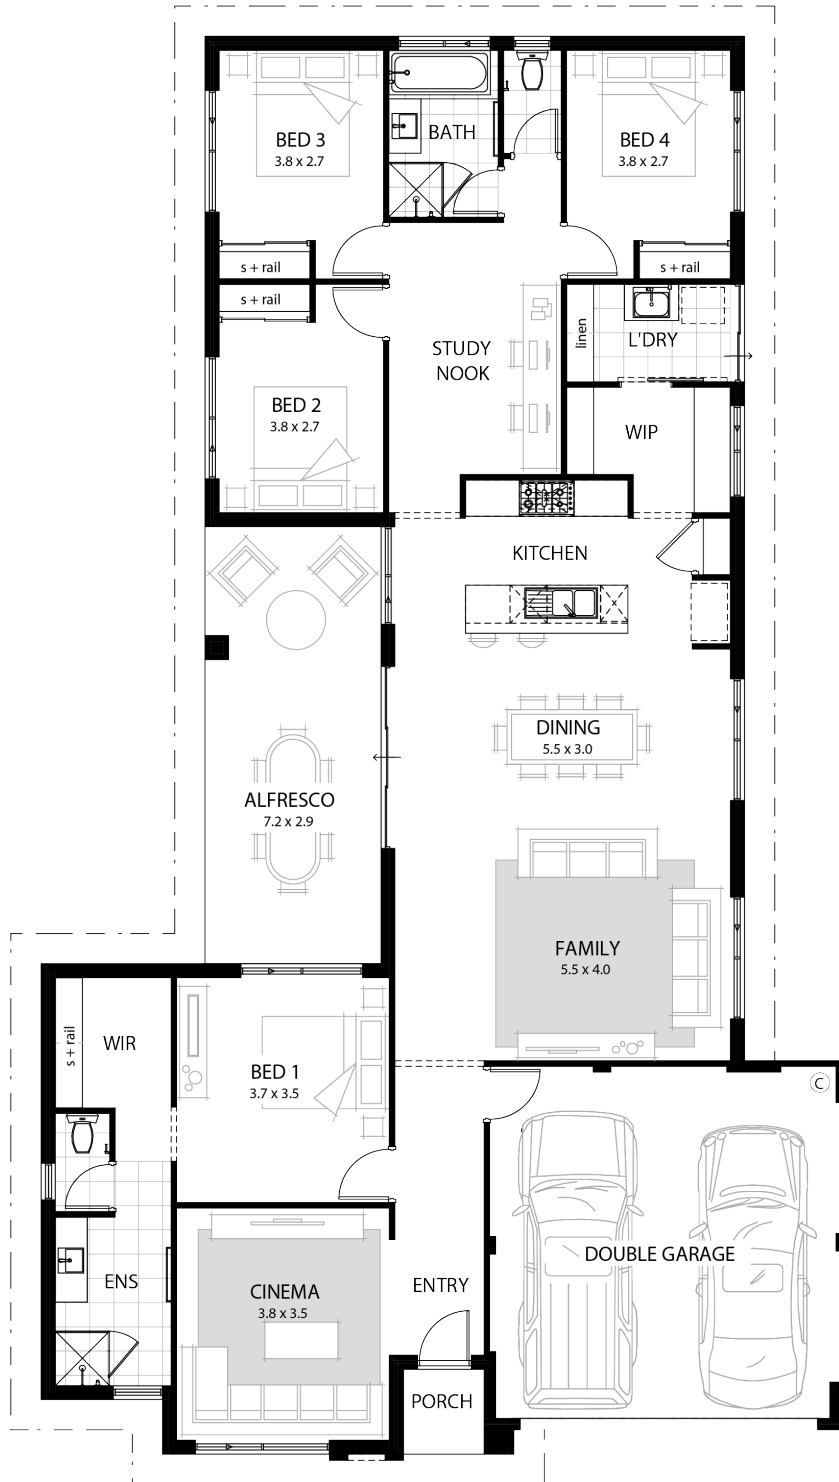 BED 3
3.8 x 2.7
BATH
BED 4
3.8 x 2.7
s + rail
s + rail
s + rail
linen
L'DRY
STUDY
NOOK
BED 2
3.8 x 2.7
WIP
KITCHEN
DINING
5.5 x 3.0
ALFRESCO
7.2 x 2.9
FAMILY
5.5 x 4.0
s + rail
WIR
BED 1
3.7 x 3.5
C
DOUBLE GARAGE
ENS
CINEMA
3.8 x 3.5
ENTRY
PORCH